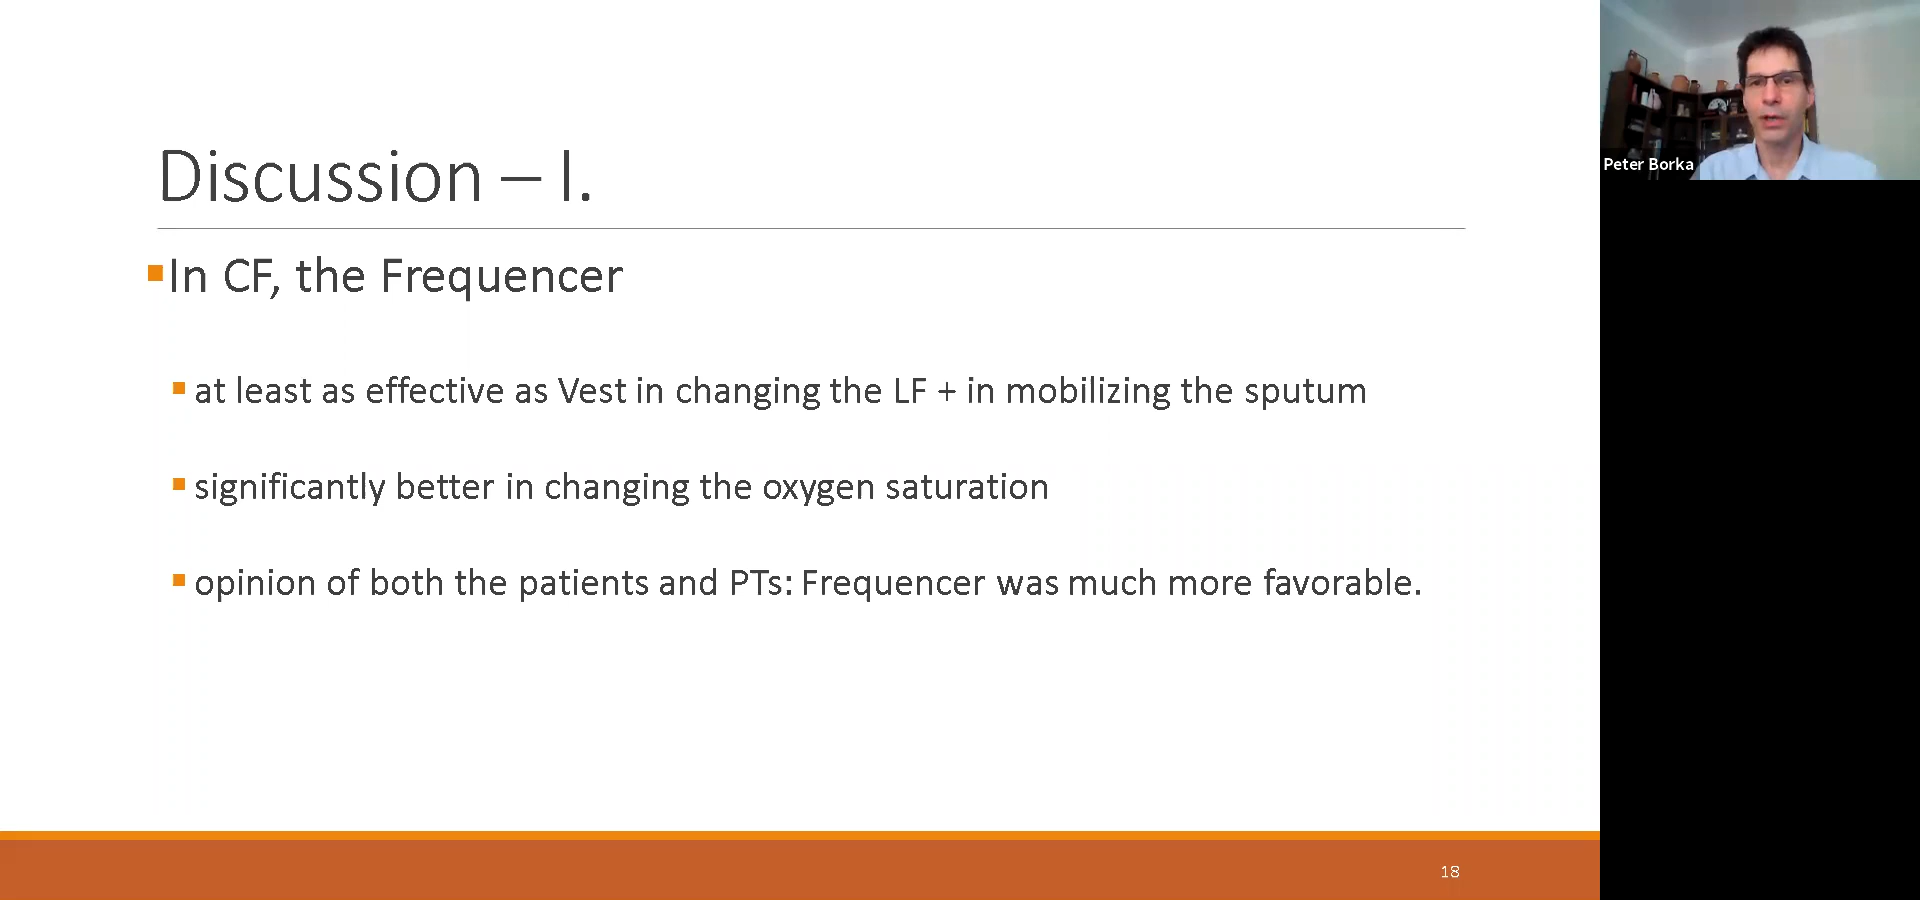 Discussion – I.
In CF, the Frequencer
at least as effective as Vest in changing the LF + in mobilizing the sputum
significantly better in changing the oxygen saturation
opinion of both the patients and PTs: Frequencer was much more favorable.
18
Peter Borka